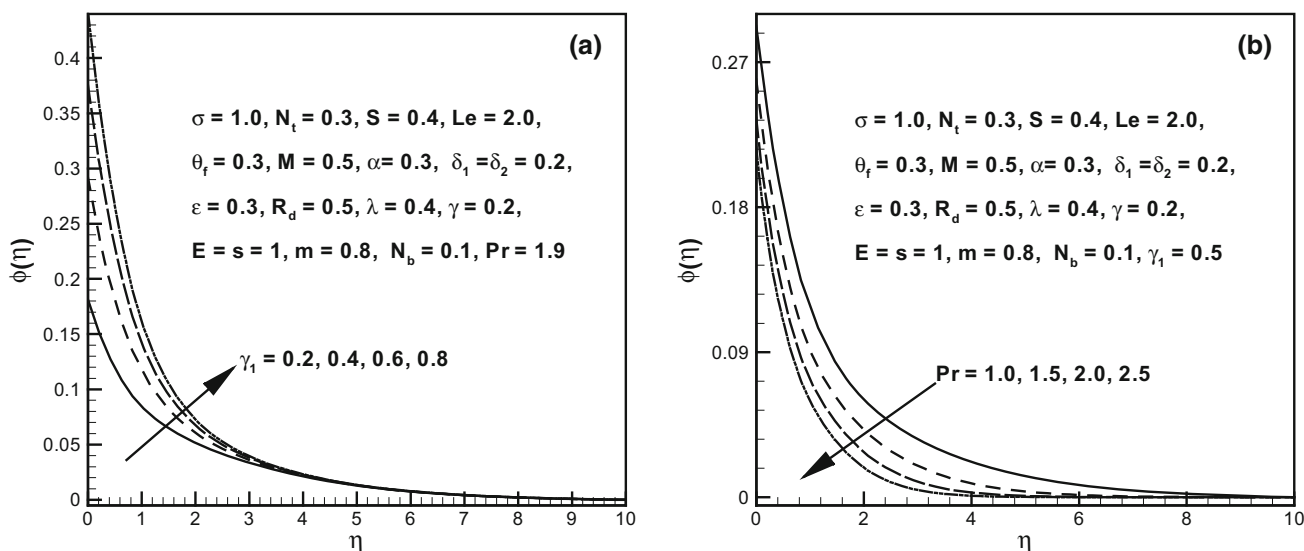 (a)
0.4
0.35
0.3
0.25
0.2
0.15
0.1
0.05
0
ϕ(η)
σ = 1.0, N_t = 0.3, S = 0.4, Le = 2.0,
θ_f = 0.3, M = 0.5, α= 0.3, δ_1 =δ_2 = 0.2,
ε = 0.3, R_d = 0.5, λ = 0.4, γ = 0.2,
E = s = 1, m = 0.8, N_b = 0.1, Pr = 1.9
γ_1 = 0.2, 0.4, 0.6, 0.8
0 1 2 3 4 5 6 7 8 9 10
η
(b)
0.27
0.18
0.09
0
ϕ(η)
σ = 1.0, N_t = 0.3, S = 0.4, Le = 2.0,
θ_f = 0.3, M = 0.5, α= 0.3, δ_1 =δ_2 = 0.2,
ε = 0.3, R_d = 0.5, λ = 0.4, γ = 0.2,
E = s = 1, m = 0.8, N_b = 0.1, γ_1 = 0.5
Pr = 1.0, 1.5, 2.0, 2.5
0 2 4 6 8 10
η